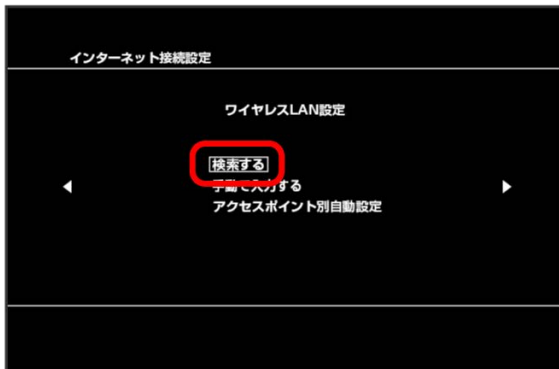 インターネット接続設定
ワイヤレスLAN設定
検索する
手動で入力する
アクセスポイント別自動設定